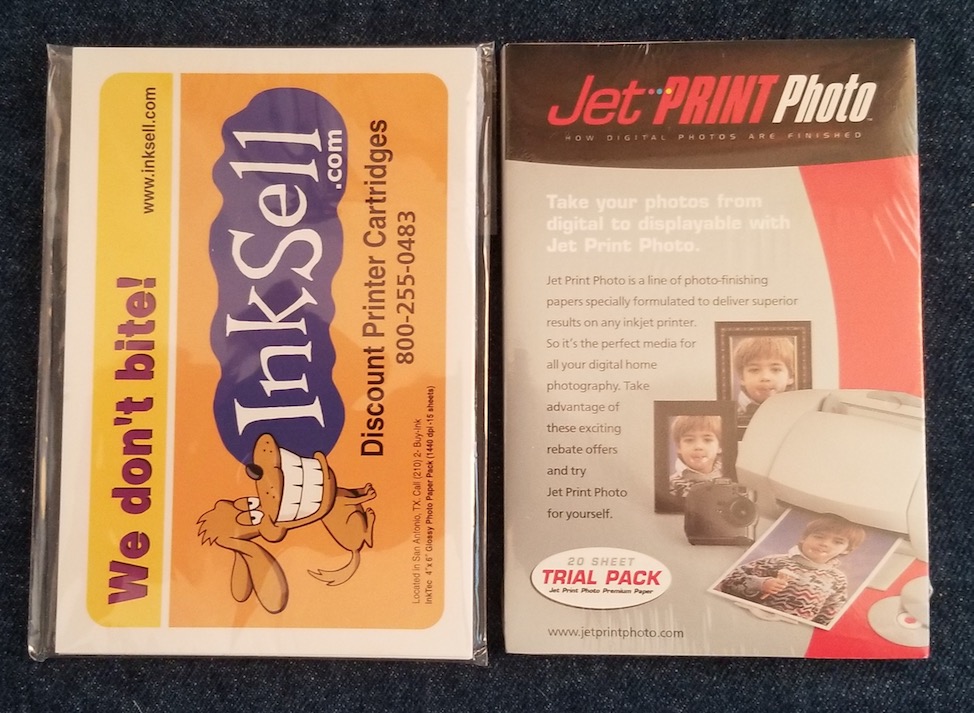 We don't bite!
www.inksell.com
InkSell
.com
Discount Printer Cartridges
800-255-0483
Located in San Antonio, TX. Call (210) 2- Buy-Ink
InkTec 4"x 6" Glossy Photo Paper Pack (1440 dpi-15 sheets)
Jet PRINT Photo™
HOW DIGITAL PHOTOS ARE FINISHED
Take your photos from
digital to displayable with
Jet Print Photo.
Jet Print Photo is a line of photo-finishing
papers specially formulated to deliver superior
results on any inkjet printer.
So it's the perfect media for
all your digital home
photography. Take
advantage of
these exciting
rebate offers
and try
Jet Print Photo
for yourself.
20 SHEET
TRIAL PACK
Jet Print Photo Premium Paper
www.jetprintphoto.com